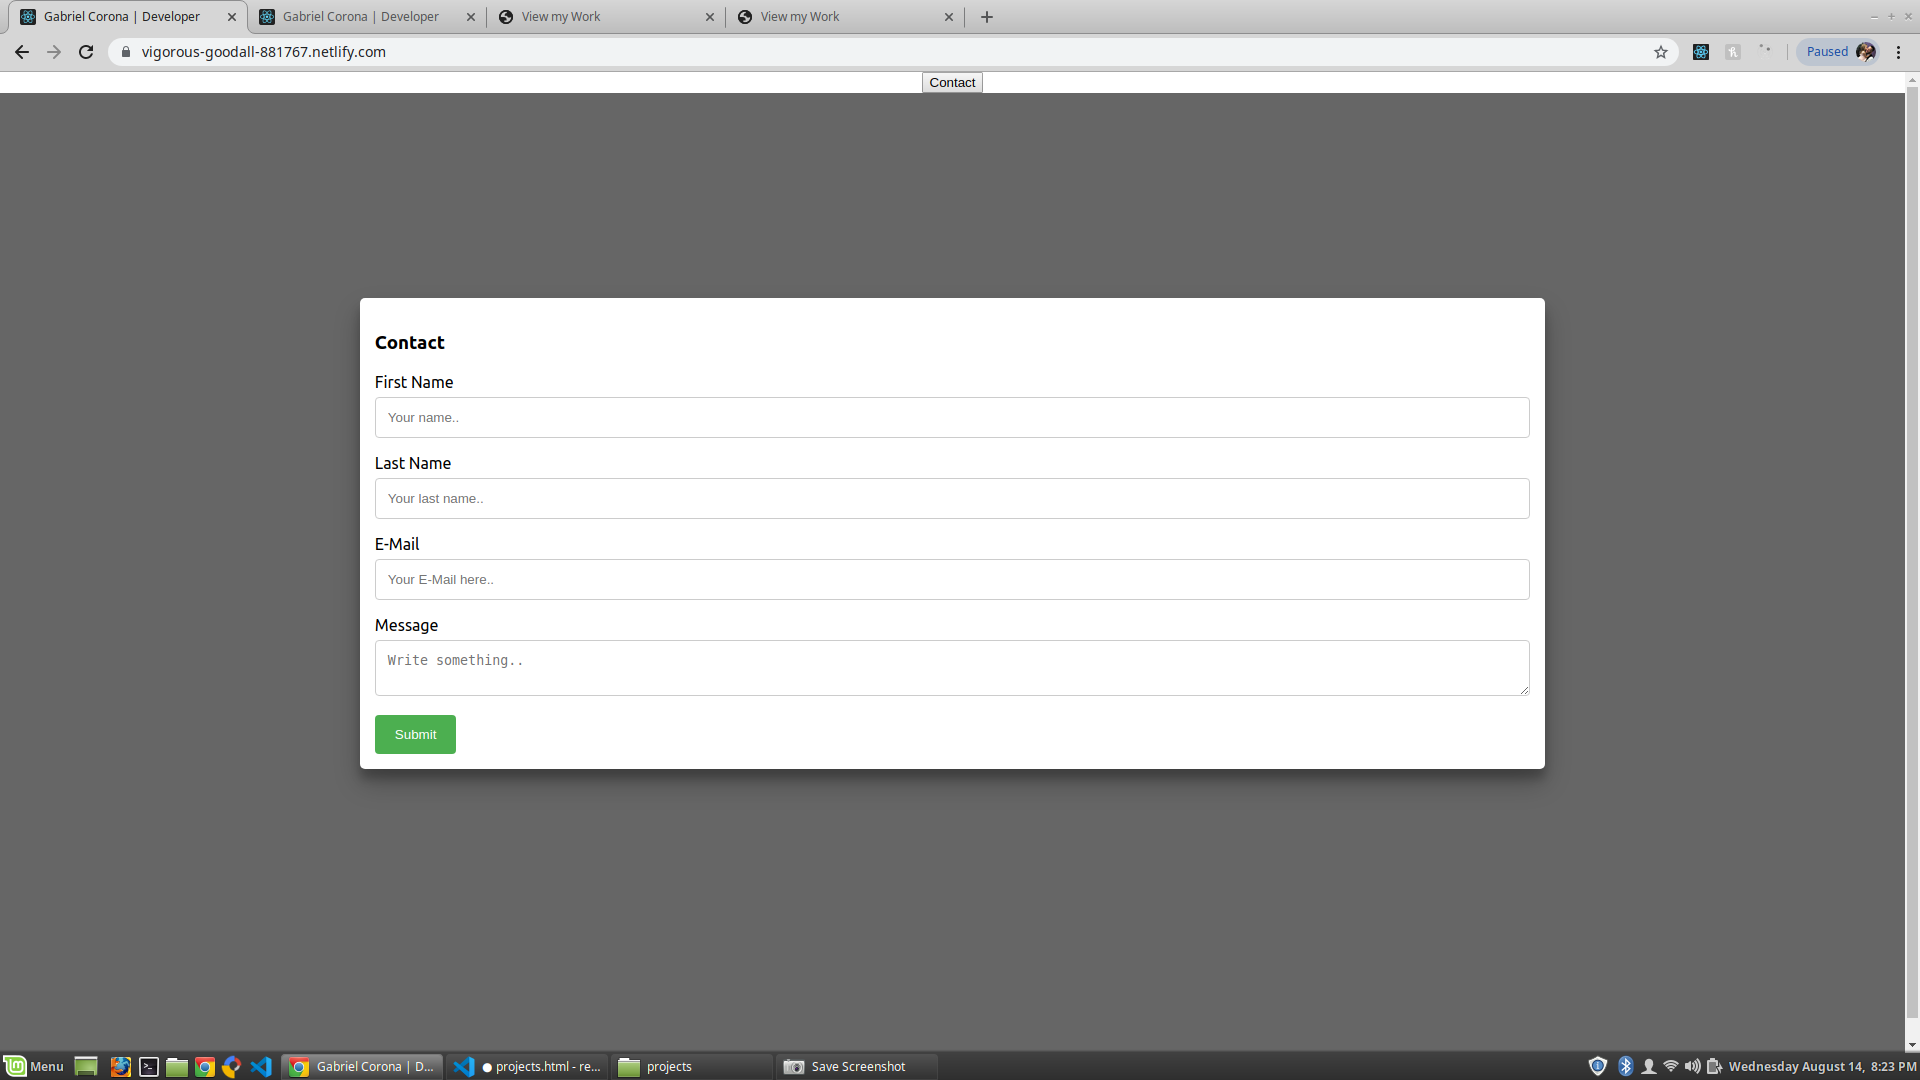 Gabriel Corona | Developer
Gabriel Corona | Developer
View my Work
View my Work
vigorous-goodall-881767.netlify.com
Paused
Contact
Contact
First Name
Your name..
Last Name
Your last name..
E-Mail
Your E-Mail here..
Message
Write something..
Submit
Menu
Gabriel Corona | D...
projects.html - re...
projects
Save Screenshot
Wednesday August 14, 8:23 PM